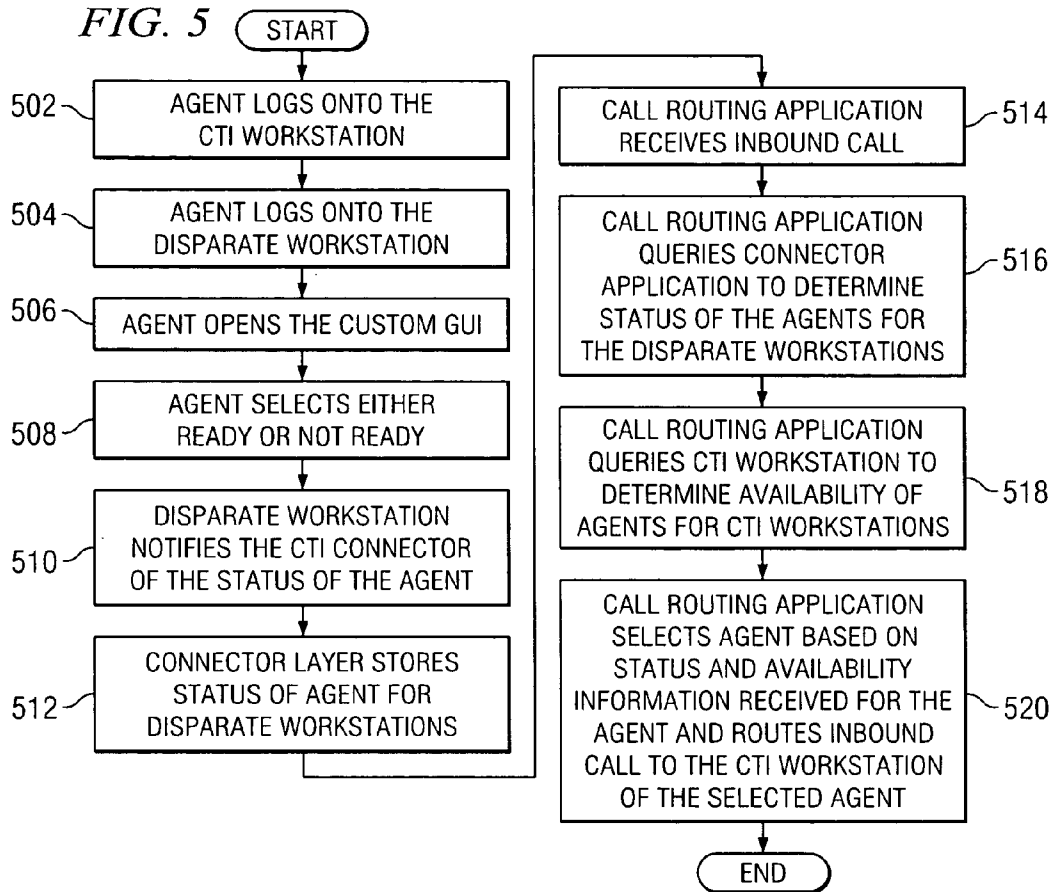 FIG. 5
START
502
AGENT LOGS ONTO THE
CTI WORKSTATION
504
AGENT LOGS ONTO THE
DISPARATE WORKSTATION
506
AGENT OPENS THE CUSTOM GUI
508
AGENT SELECTS EITHER
READY OR NOT READY
510
DISPARATE WORKSTATION
NOTIFIES THE CTI CONNECTOR
OF THE STATUS OF THE AGENT
512
CONNECTOR LAYER STORES
STATUS OF AGENT FOR
DISPARATE WORKSTATIONS
CALL ROUTING APPLICATION
RECEIVES INBOUND CALL
514
CALL ROUTING APPLICATION
QUERIES CONNECTOR
APPLICATION TO DETERMINE
STATUS OF THE AGENTS FOR
THE DISPARATE WORKSTATIONS
516
CALL ROUTING APPLICATION
QUERIES CTI WORKSTATION TO
DETERMINE AVAILABILITY OF
AGENTS FOR CTI WORKSTATIONS
518
CALL ROUTING APPLICATION
SELECTS AGENT BASED ON
STATUS AND AVAILABILITY
INFORMATION RECEIVED FOR THE
AGENT AND ROUTES INBOUND
CALL TO THE CTI WORKSTATION
OF THE SELECTED AGENT
520
END